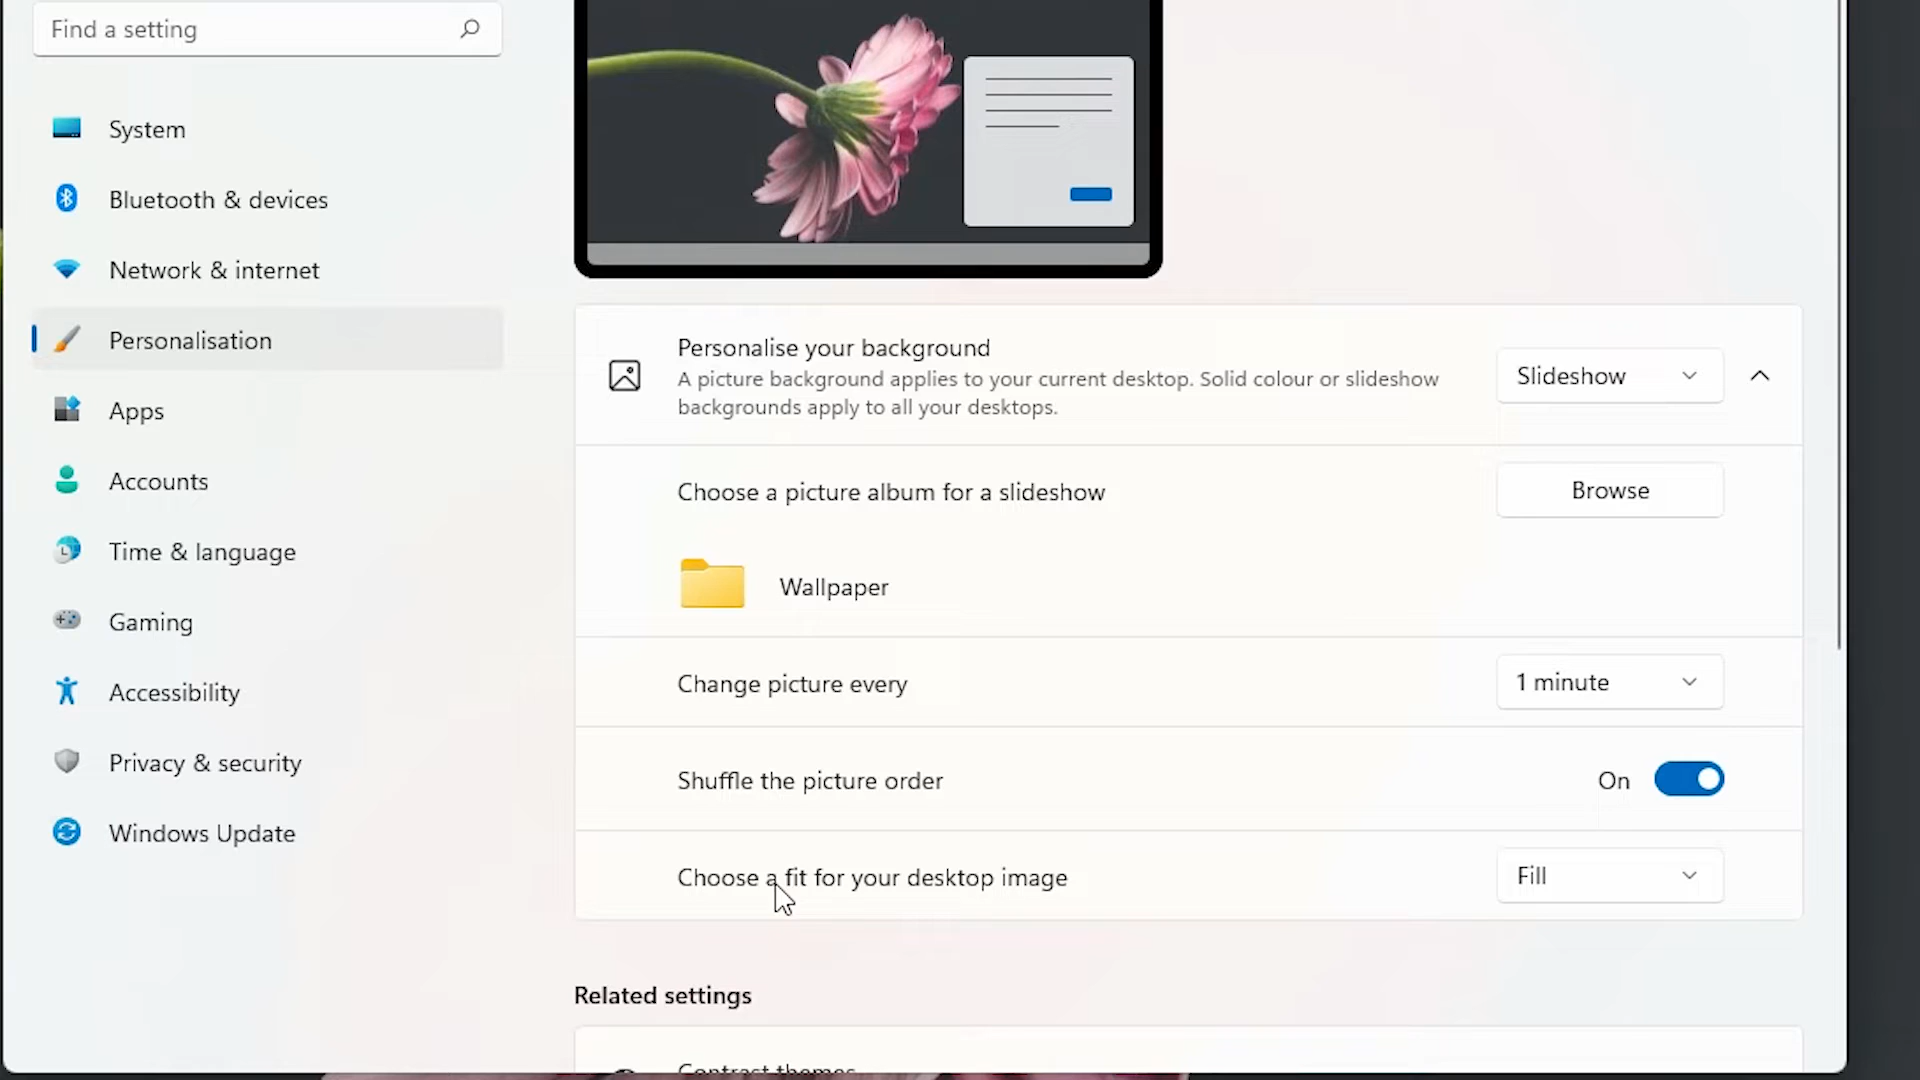 Find a setting
System
Bluetooth & devices
Network & internet
Personalisation
Apps
Accounts
Time & language
Gaming
Accessibility
Privacy & security
Windows Update
Personalise your background
A picture background applies to your current desktop. Solid colour or slideshow
backgrounds apply to all your desktops.
Slideshow
Choose a picture album for a slideshow
Browse
Wallpaper
Change picture every
1 minute
Shuffle the picture order
On
Choose a fit for your desktop image
Fill
Related settings
Contrast themes